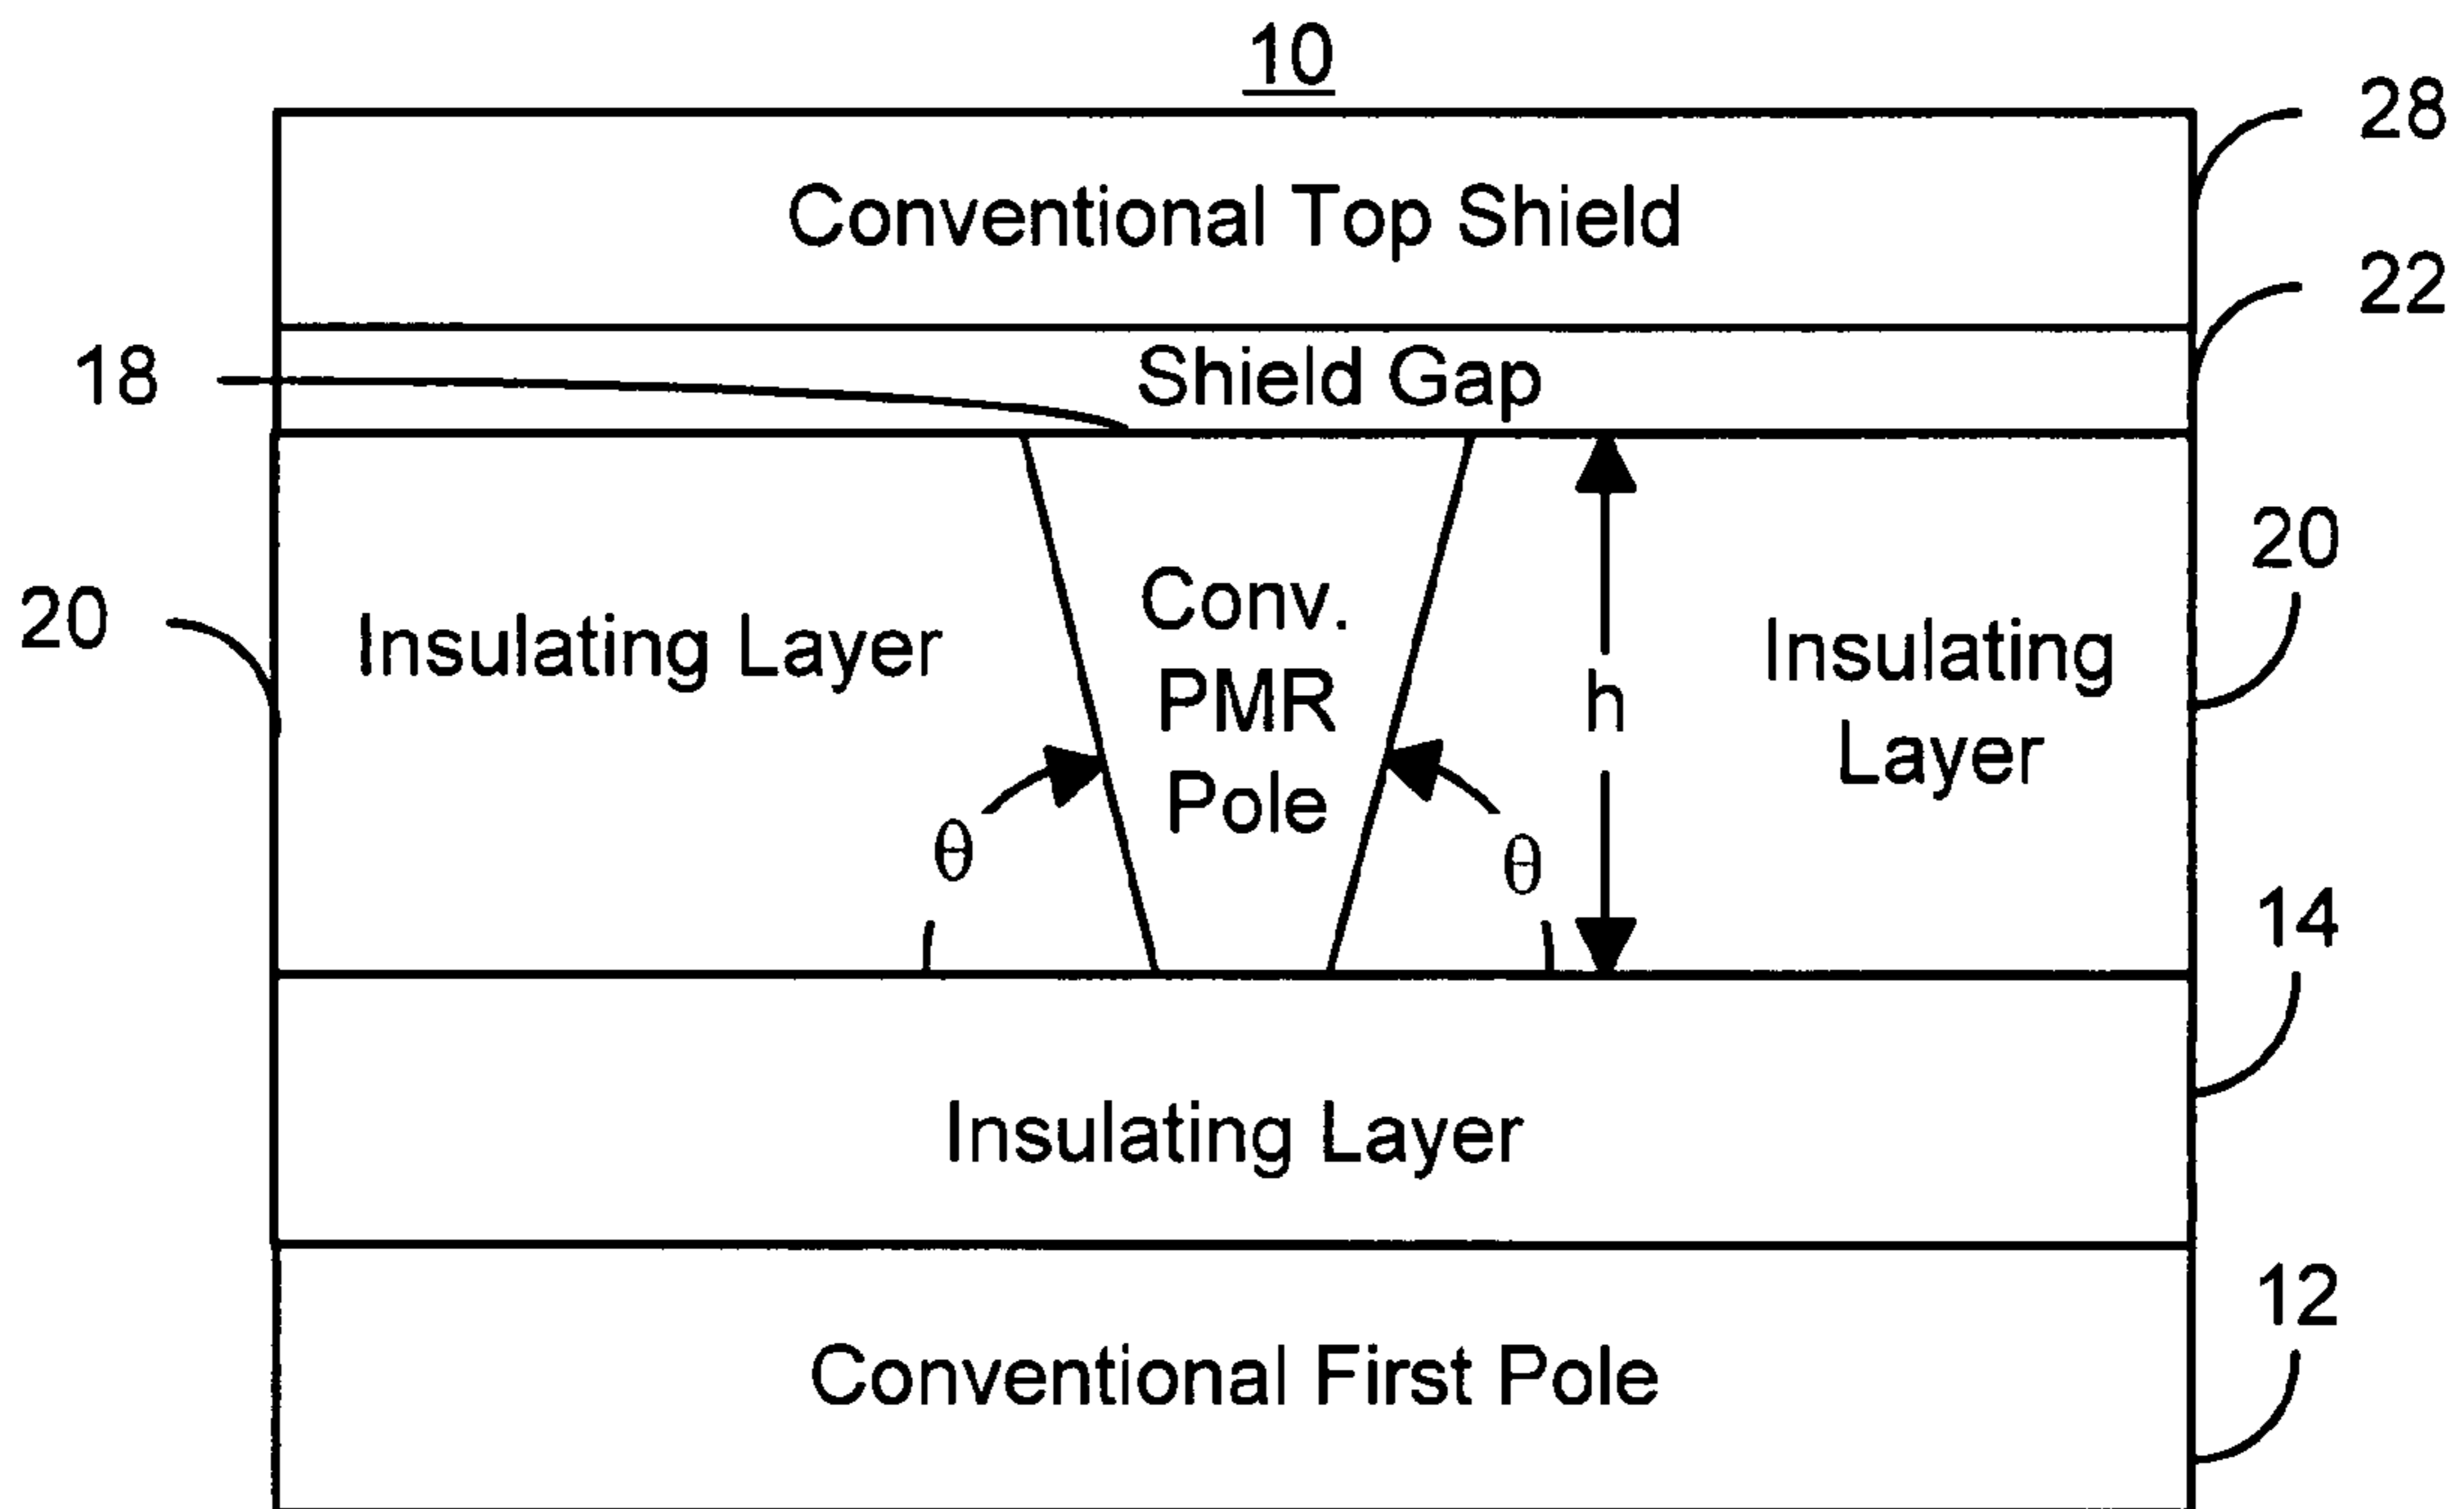 10
28
Conventional Top Shield
22
18
Shield Gap
20
Insulating Layer
Conv.
PMR
Pole
h
Insulating
Layer
20
θ
θ
14
Insulating Layer
12
Conventional First Pole